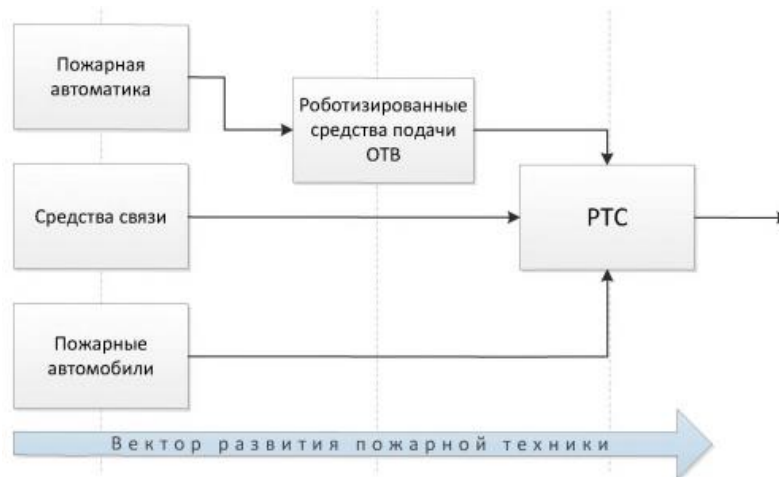 Пожарная
автоматика
Роботизированные
средства подачи
ОТВ
Средства связи
РТС
Пожарные
автомобили
Вектор развития пожарной техники